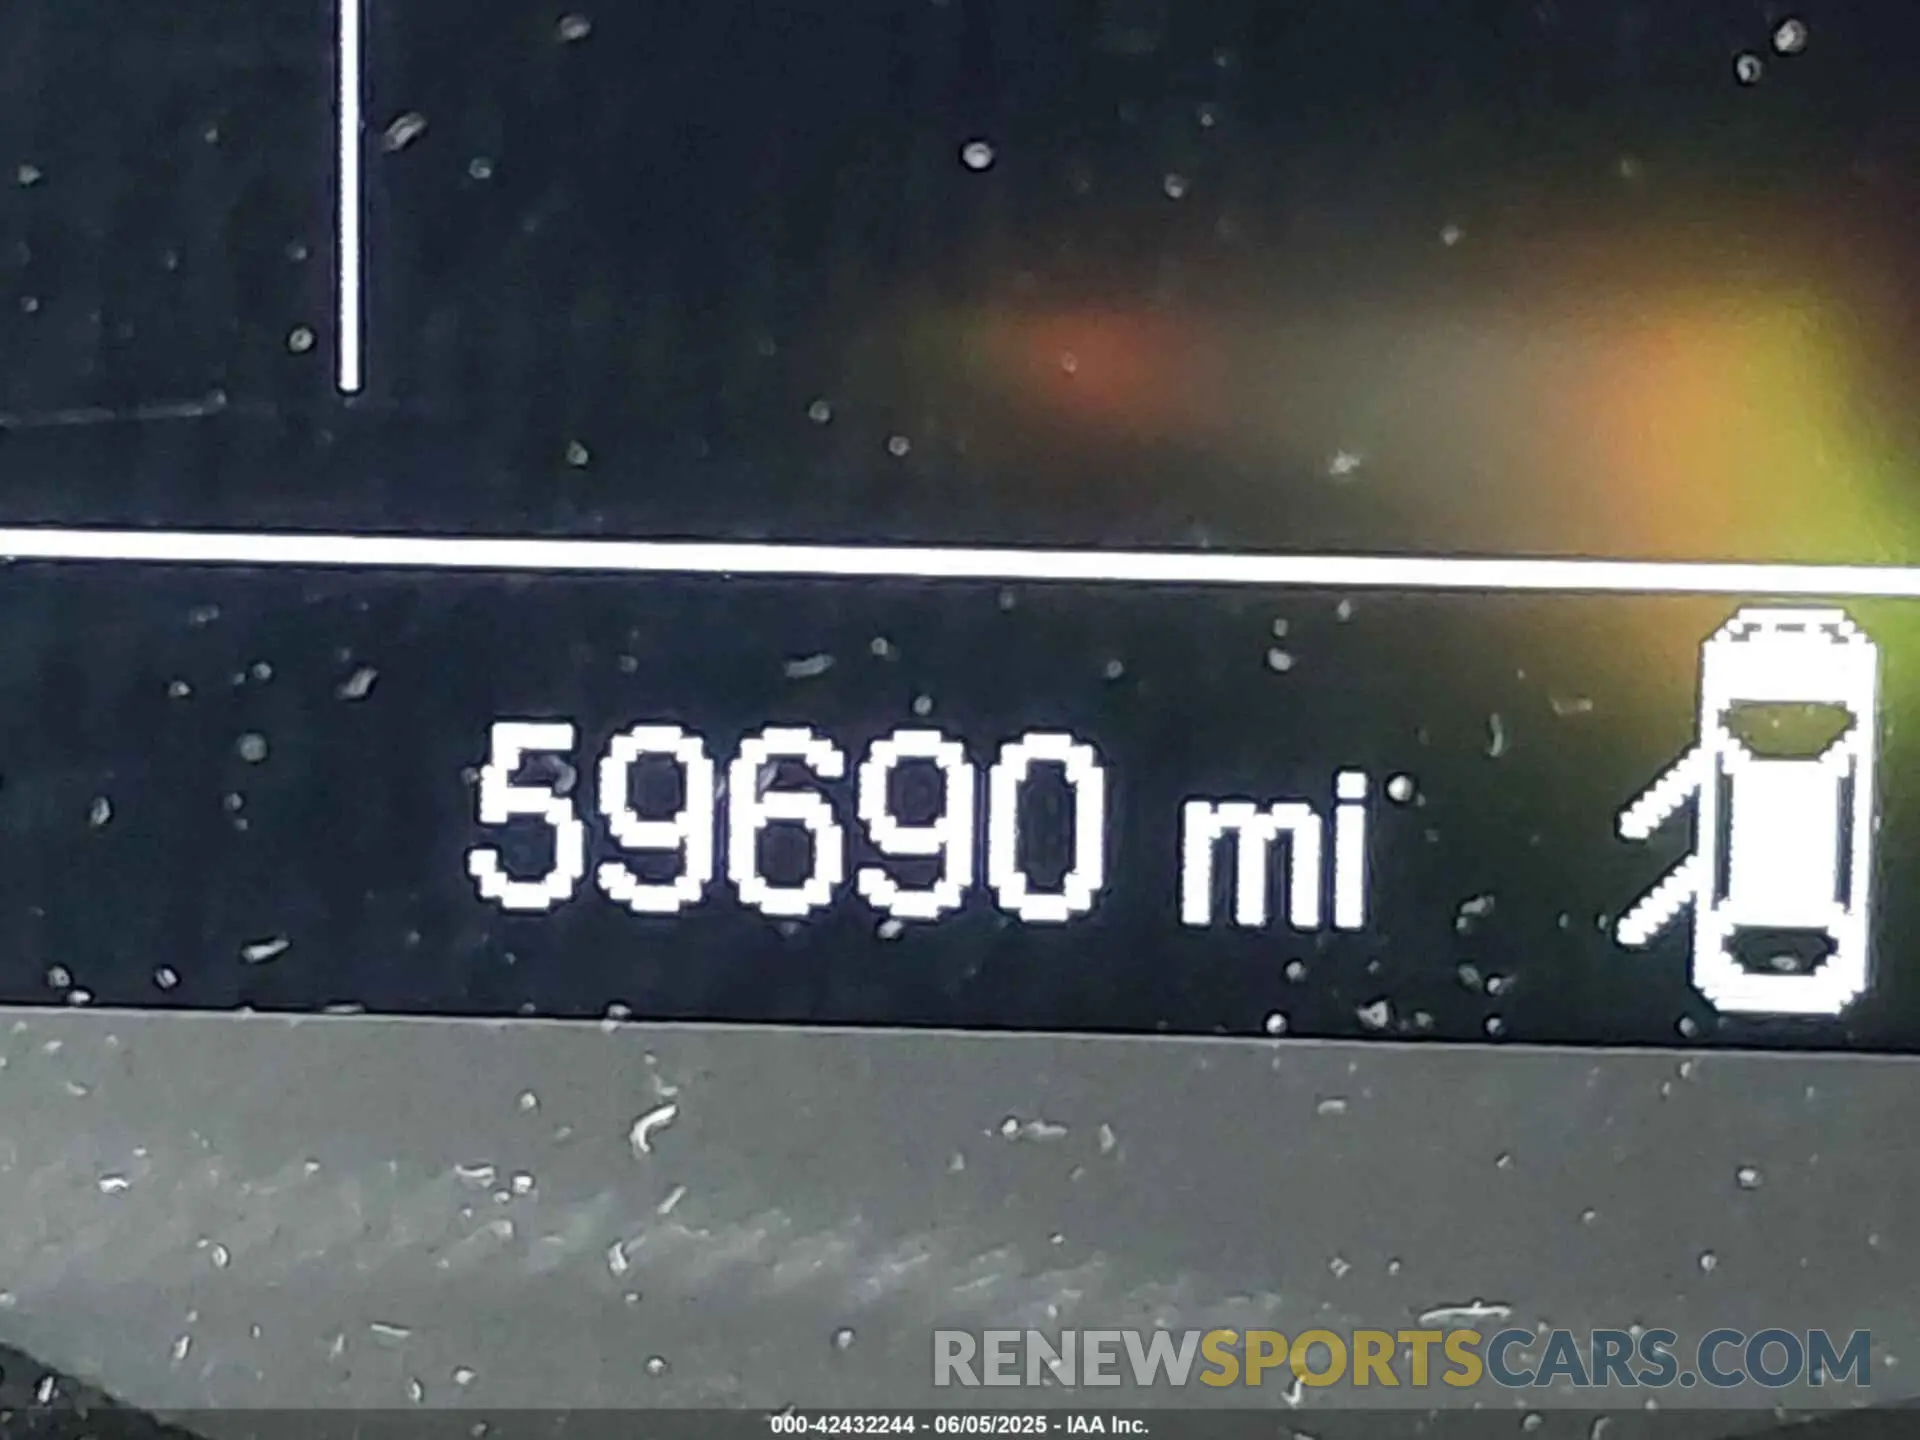 59690 mi
RENEWSPORTSCARS.COM
000-42432244 - 06/05/2025 - IAA Inc.